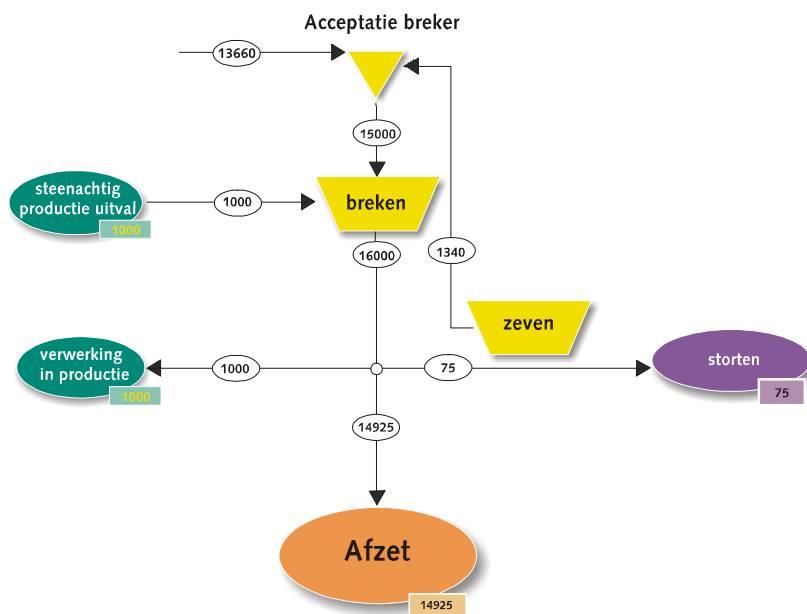 Acceptatie breker
13660
15000
steenachtig
productie uitval
1000
1000
breken
16000
1340
zeven
verwerking
in productie
1000
1000
75
storten
75
14925
Afzet
14925